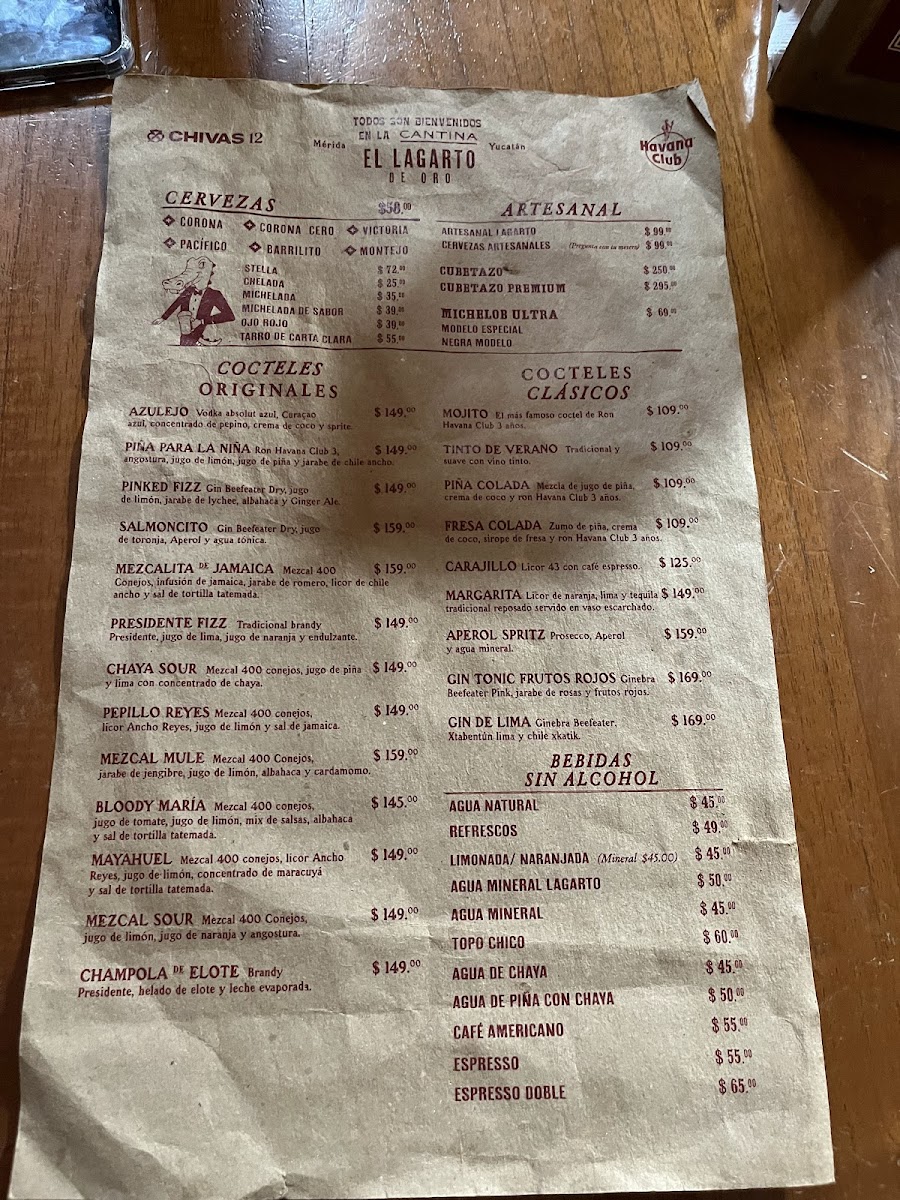 CHIVAS 12
TODOS SON BIENVENIDOS
EN LA CANTINA
Mérida
Yucatán
EL LAGARTO
DE ORO
Havana
Club
CERVEZAS $58.00
CORONA CORONA CERO VICTORIA
PACÍFICO BARRILITO MONTEJO
STELLA $ 72.00
CHELADA $ 25.00
MICHELADA $ 35.00
MICHELADA DE SABOR $ 39.00
OJO ROJO $ 39.00
TARRO DE CARTA CLARA $ 55.00
ARTESANAL
ARTESANAL LAGARTO $ 99.00
CERVEZAS ARTESANALES (Pregunta con tu mesero) $ 99.00
CUBETAZO $ 250.00
CUBETAZO PREMIUM $ 295.00
MICHELOB ULTRA $ 69.00
MODELO ESPECIAL
NEGRA MODELO
COCTELES
ORIGINALES
AZULEJO Vodka absolut azul, Curaçao $ 149.00
azul, concentrado de pepino, crema de coco y sprite.
PIÑA PARA LA NIÑA Ron Havana Club 3, $ 149.00
angostura, jugo de limón, jugo de piña y jarabe de chile ancho.
PINKED FIZZ Gin Beefeater Dry, jugo $ 149.00
de limón, jarabe de lychee, albahaca y Ginger Ale.
SALMONCITO Gin Beefeater Dry, jugo $ 159.00
de toronja, Aperol y agua tónica.
MEZCALITA DE JAMAICA Mezcal 400 $ 159.00
Conejos, infusión de jamaica, jarabe de romero, licor de chile
ancho y sal de tortilla tatemada.
PRESIDENTE FIZZ Tradicional brandy $ 149.00
Presidente, jugo de lima, jugo de naranja y endulzante.
CHAYA SOUR Mezcal 400 conejos, jugo de piña $ 149.00
y lima con concentrado de chaya.
PEPILLO REYES Mezcal 400 conejos, $ 149.00
licor Ancho Reyes, jugo de limón y sal de jamaica.
MEZCAL MULE Mezcal 400 Conejos, $ 159.00
jarabe de jengibre, jugo de limón, albahaca y cardamomo.
BLOODY MARÍA Mezcal 400 conejos, $ 145.00
jugo de tomate, jugo de limón, mix de salsas, albahaca
y sal de tortilla tatemada.
MAYAHUEL Mezcal 400 conejos, licor Ancho $ 149.00
Reyes, jugo de limón, concentrado de maracuyá
y sal de tortilla tatemada.
MEZCAL SOUR Mezcal 400 Conejos, $ 149.00
jugo de limón, jugo de naranja y angostura.
CHAMPOLA DE ELOTE Brandy $ 149.00
Presidente, helado de elote y leche evaporada.
COCTELES
CLÁSICOS
MOJITO El más famoso coctel de Ron $ 109.00
Havana Club 3 años.
TINTO DE VERANO Tradicional y $ 109.00
suave con vino tinto.
PIÑA COLADA Mezcla de jugo de piña, $ 109.00
crema de coco y ron Havana Club 3 años.
FRESA COLADA Zumo de piña, crema $ 109.00
de coco, sirope de fresa y ron Havana Club 3 años.
CARAJILLO Licor 43 con café espresso. $ 125.00
MARGARITA Licor de naranja, lima y tequila $ 149.00
tradicional reposado servido en vaso escarchado.
APEROL SPRITZ Prosecco, Aperol $ 159.00
y agua mineral.
GIN TONIC FRUTOS ROJOS Ginebra $ 169.00
Beefeater Pink, jarabe de rosas y frutos rojos.
GIN DE LIMA Ginebra Beefeater, $ 169.00
Xtabentún lima y chile xkatik.
BEBIDAS
SIN ALCOHOL
AGUA NATURAL $ 45.00
REFRESCOS $ 49.00
LIMONADA/ NARANJADA (Mineral $45.00) $ 45.00
AGUA MINERAL LAGARTO $ 50.00
AGUA MINERAL $ 45.00
TOPO CHICO $ 60.00
AGUA DE CHAYA $ 45.00
AGUA DE PIÑA CON CHAYA $ 50.00
CAFÉ AMERICANO $ 55.00
ESPRESSO $ 55.00
ESPRESSO DOBLE $ 65.00